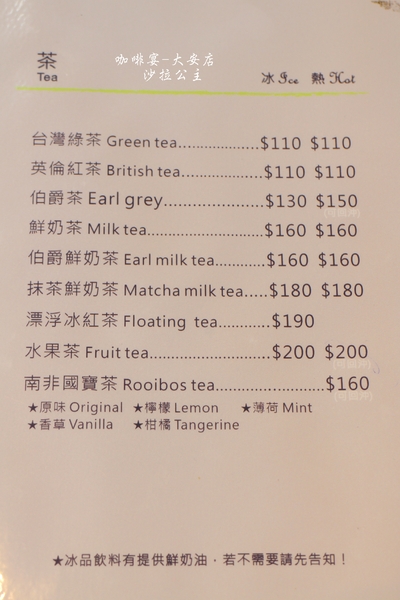 茶
Tea
咖啡宴-大安店
沙拉公主
冰 Ice 熱 Hot
台灣綠茶 Green tea....................$110 $110
英倫紅茶 British tea....................$110 $110
伯爵茶 Earl grey.......................$130 $150
鮮奶茶 Milk tea............................$160 $160
伯爵鮮奶茶 Earl milk tea............$160 $160
抹茶鮮奶茶 Matcha milk tea.....$180 $180
漂浮冰紅茶 Floating tea............$190
水果茶 Fruit tea.............................$200 $200
南非國寶茶 Rooibos tea..........................$160
★原味 Original ★檸檬 Lemon ★薄荷 Mint
★香草 Vanilla ★柑橘 Tangerine
★冰品飲料有提供鮮奶油，若不需要請先告知！